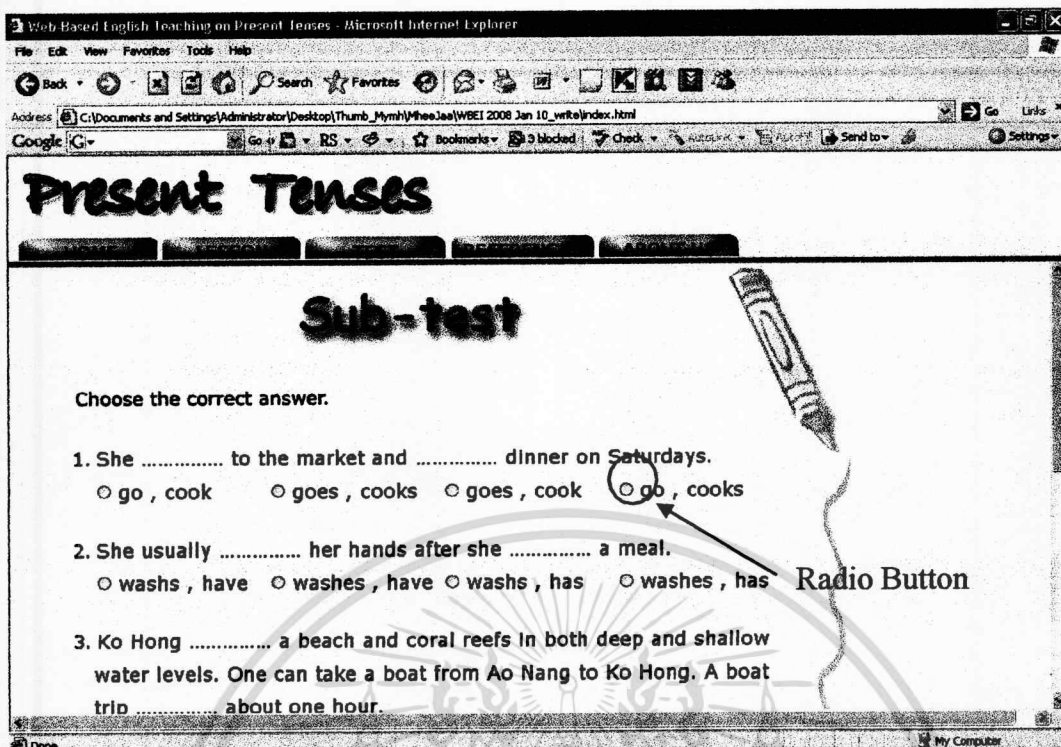 Web-Based English Teaching on Present Tenses - Microsoft Internet Explorer
File Edit View Favorites Tools Help
Back Search Favorites
Address C:\Documents and Settings\Administrator\Desktop\Thumb_Mymh\MheeJaa\WBEI 2008 Jan 10_write\index.html Go Links
Google G Go RS Bookmarks 3 blocked Check AutoLink AutoFill Send to Settings
Present Tenses
HOME
Sub-test
Choose the correct answer.
1. She ............... to the market and ............... dinner on Saturdays.
go , cook goes , cooks goes , cook go , cooks
2. She usually ............... her hands after she ............... a meal.
washs , have washes , have washs , has washes , has
Radio Button
3. Ko Hong ............... a beach and coral reefs in both deep and shallow
water levels. One can take a boat from Ao Nang to Ko Hong. A boat
trip ............... about one hour.
Done My Computer